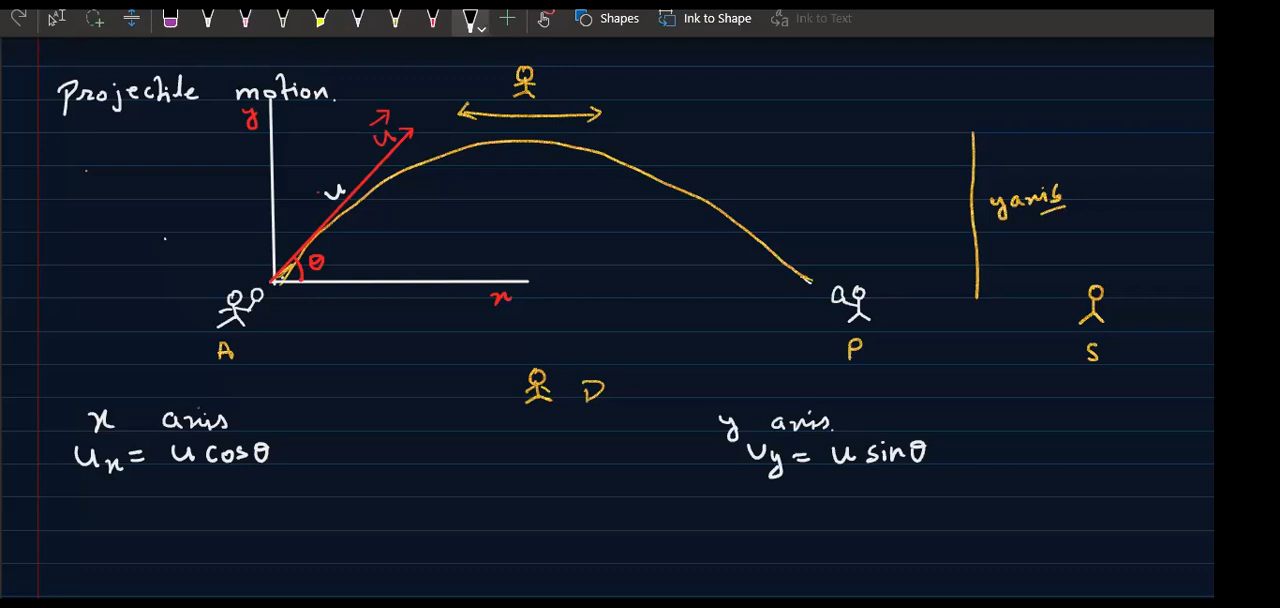 Shapes
Ink to Shape
Ink to Text
Projectile motion.
y
u
u
θ
x
y axis
A
P
S
D
x axis
y axis.
ux = u cosθ
uy = u sinθ